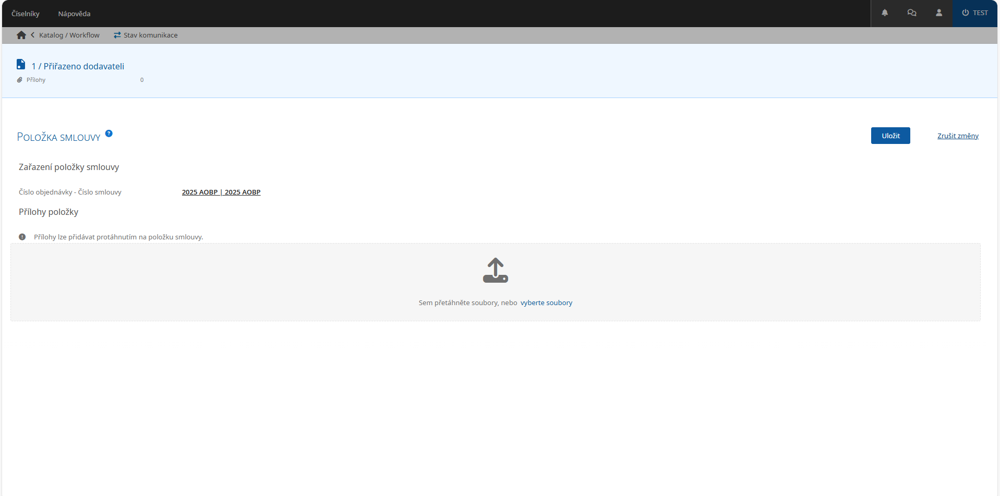 Číselníky Nápověda TEST
Katalog / Workflow Stav komunikace
1 / Přiřazeno dodavateli
Přílohy 0
Položka smlouvy ?
Uložit Zrušit změny
Zařazení položky smlouvy
Číslo objednávky - Číslo smlouvy 2025 AOBP | 2025 AOBP
Přílohy položky
Přílohy lze přidávat protáhnutím na položku smlouvy.
Sem přetáhněte soubory, nebo vyberte soubory